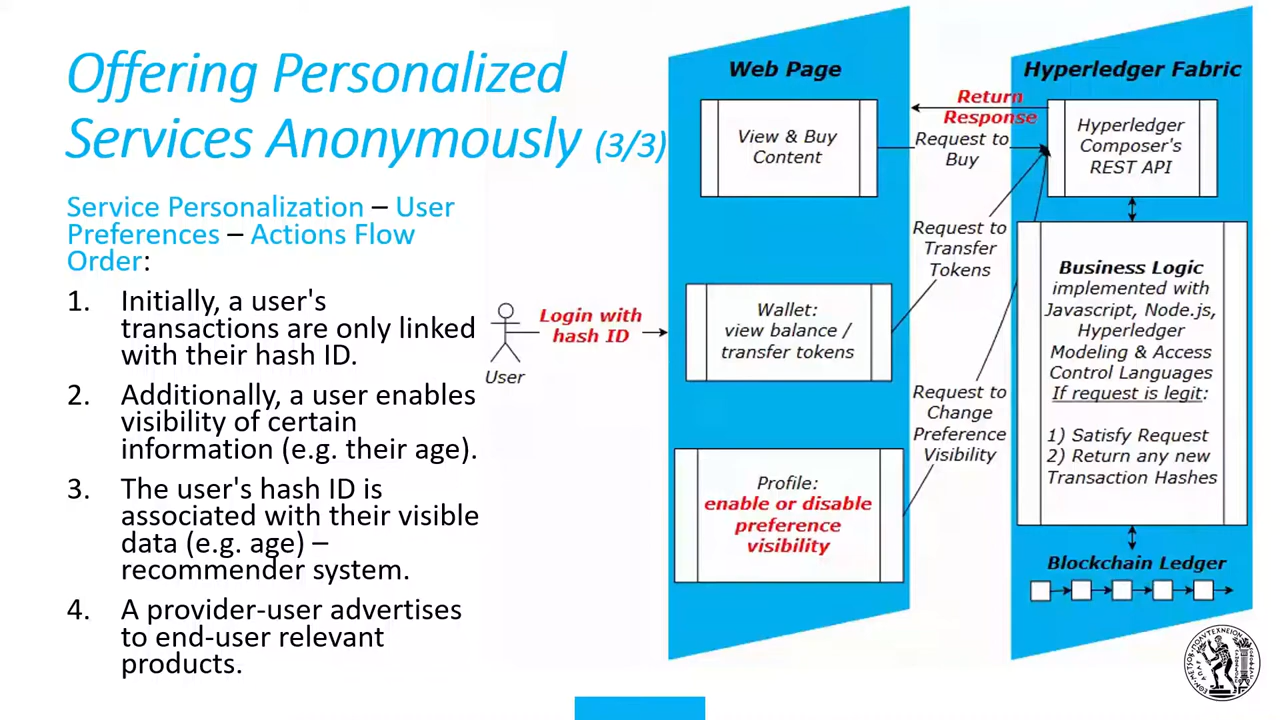 Offering Personalized
Services Anonymously (3/3)
Service Personalization – User
Preferences – Actions Flow
Order:
1. Initially, a user's
transactions are only linked
with their hash ID.
2. Additionally, a user enables
visibility of certain
information (e.g. their age).
3. The user's hash ID is
associated with their visible
data (e.g. age) –
recommender system.
4. A provider-user advertises
to end-user relevant
products.
User
Login with
hash ID
Web Page
View & Buy
Content
Wallet:
view balance /
transfer tokens
Profile:
enable or disable
preference
visibility
Return
Response
Request to
Buy
Request to
Transfer
Tokens
Request to
Change
Preference
Visibility
Hyperledger Fabric
Hyperledger
Composer's
REST API
Business Logic
implemented with
Javascript, Node.js,
Hyperledger
Modeling & Access
Control Languages
If request is legit:
1) Satisfy Request
2) Return any new
Transaction Hashes
Blockchain Ledger